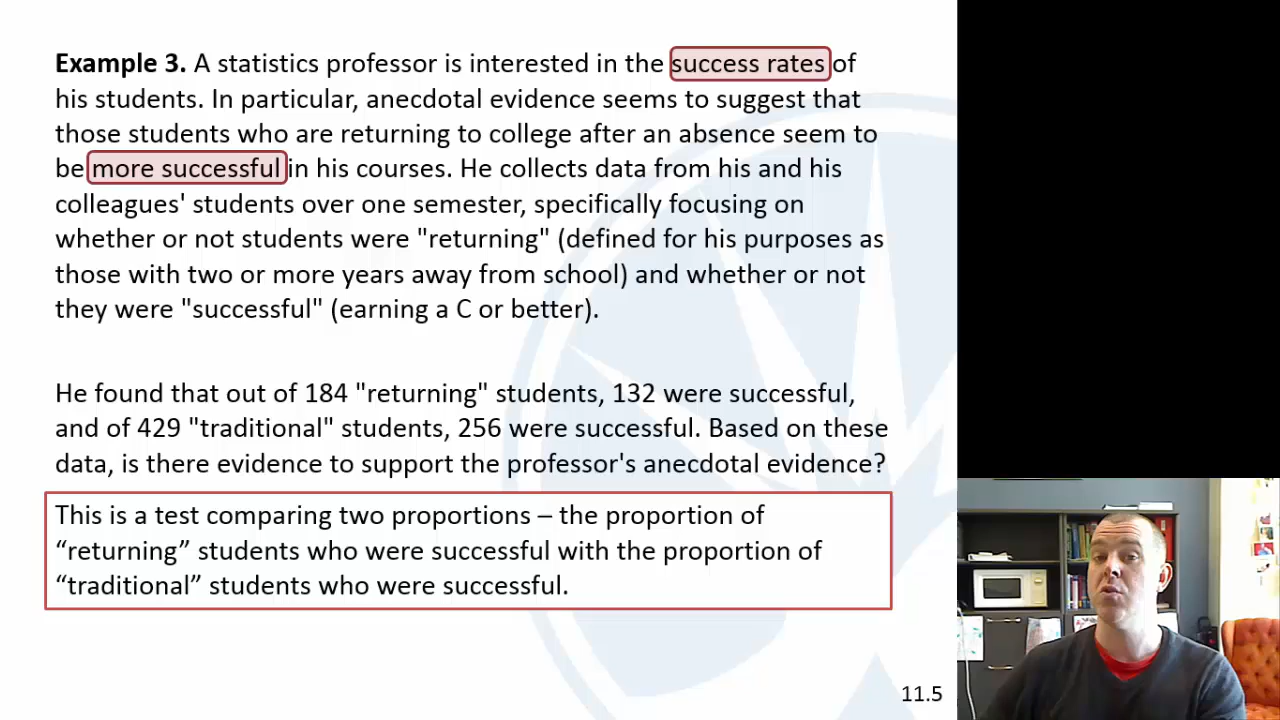 Example 3. A statistics professor is interested in the success rates of
his students. In particular, anecdotal evidence seems to suggest that
those students who are returning to college after an absence seem to
be more successful in his courses. He collects data from his and his
colleagues' students over one semester, specifically focusing on
whether or not students were "returning" (defined for his purposes as
those with two or more years away from school) and whether or not
they were "successful" (earning a C or better).
He found that out of 184 "returning" students, 132 were successful,
and of 429 "traditional" students, 256 were successful. Based on these
data, is there evidence to support the professor's anecdotal evidence?
This is a test comparing two proportions – the proportion of
“returning” students who were successful with the proportion of
“traditional” students who were successful.
11.5